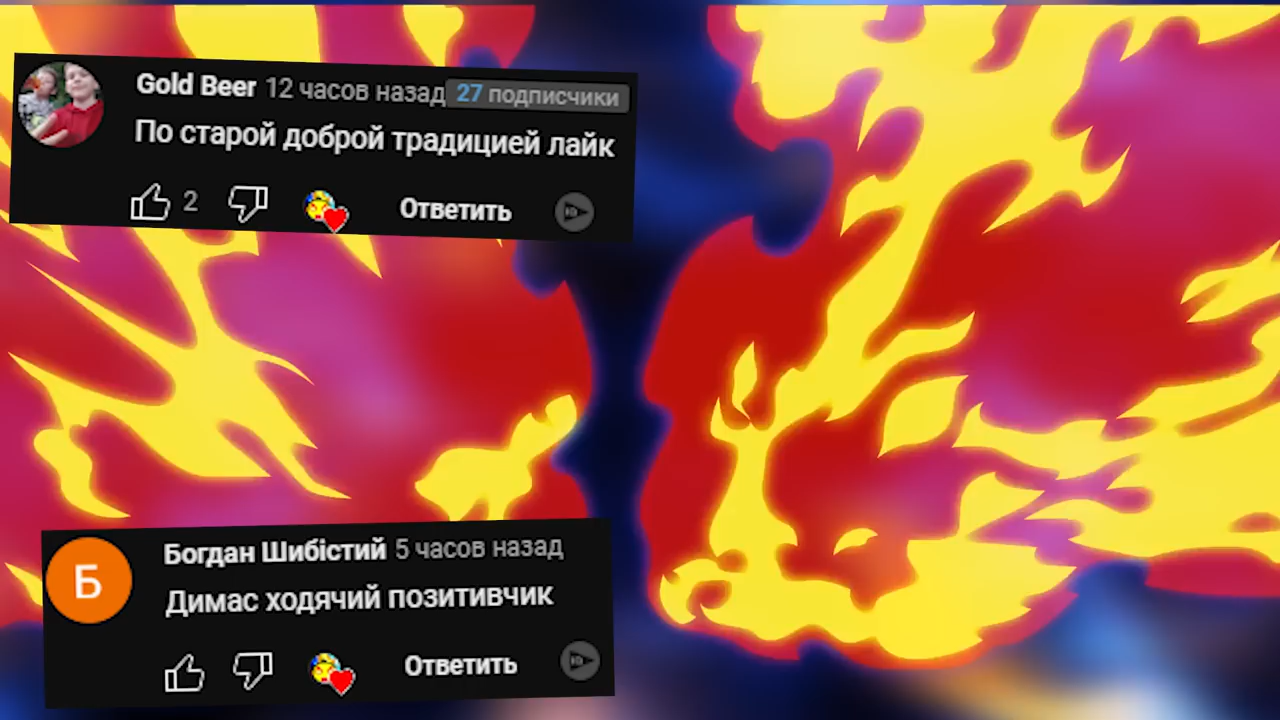 Gold Beer 12 часов назад 27 подписчики
По старой доброй традицией лайк
2 Ответить
Богдан Шибістий 5 часов назад
Б
Димас ходячий позитивчик
Ответить